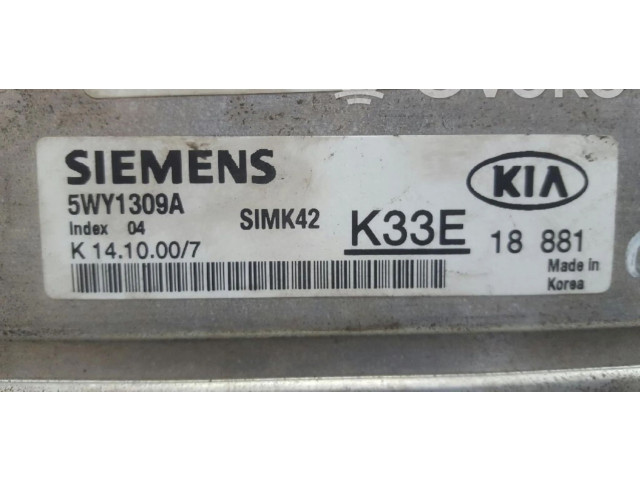 SIEMENS
KIA
5WY1309A
Index 04
SIMK42
K33E
18 881
K 14.10.00/7
Made in
Korea